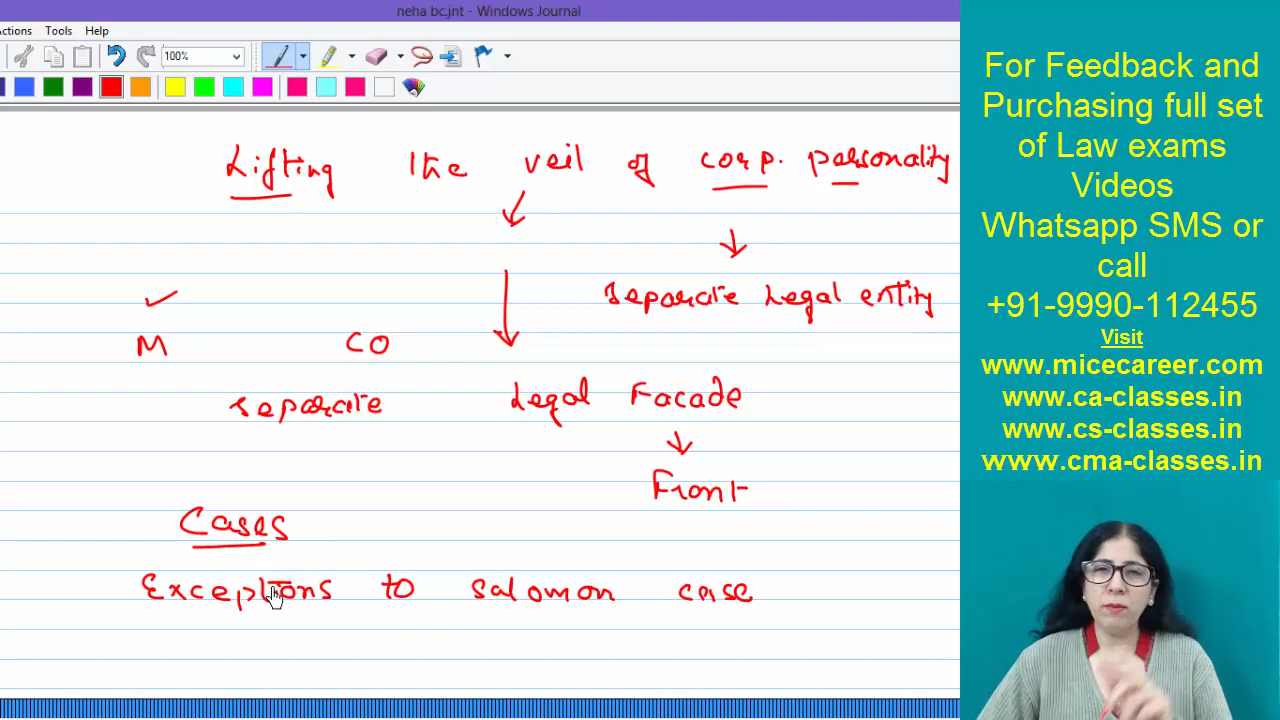 neha bc.jnt - Windows Journal
Actions Tools Help
100%
Lifting the veil of corp. personality
separate legal entity
M CO
separate Legal Facade
Front
Cases
Exceptions to salomon case
For Feedback and
Purchasing full set
of Law exams
Videos
Whatsapp SMS or
call
+91-9990-112455
Visit
www.micecareer.com
www.ca-classes.in
www.cs-classes.in
www.cma-classes.in